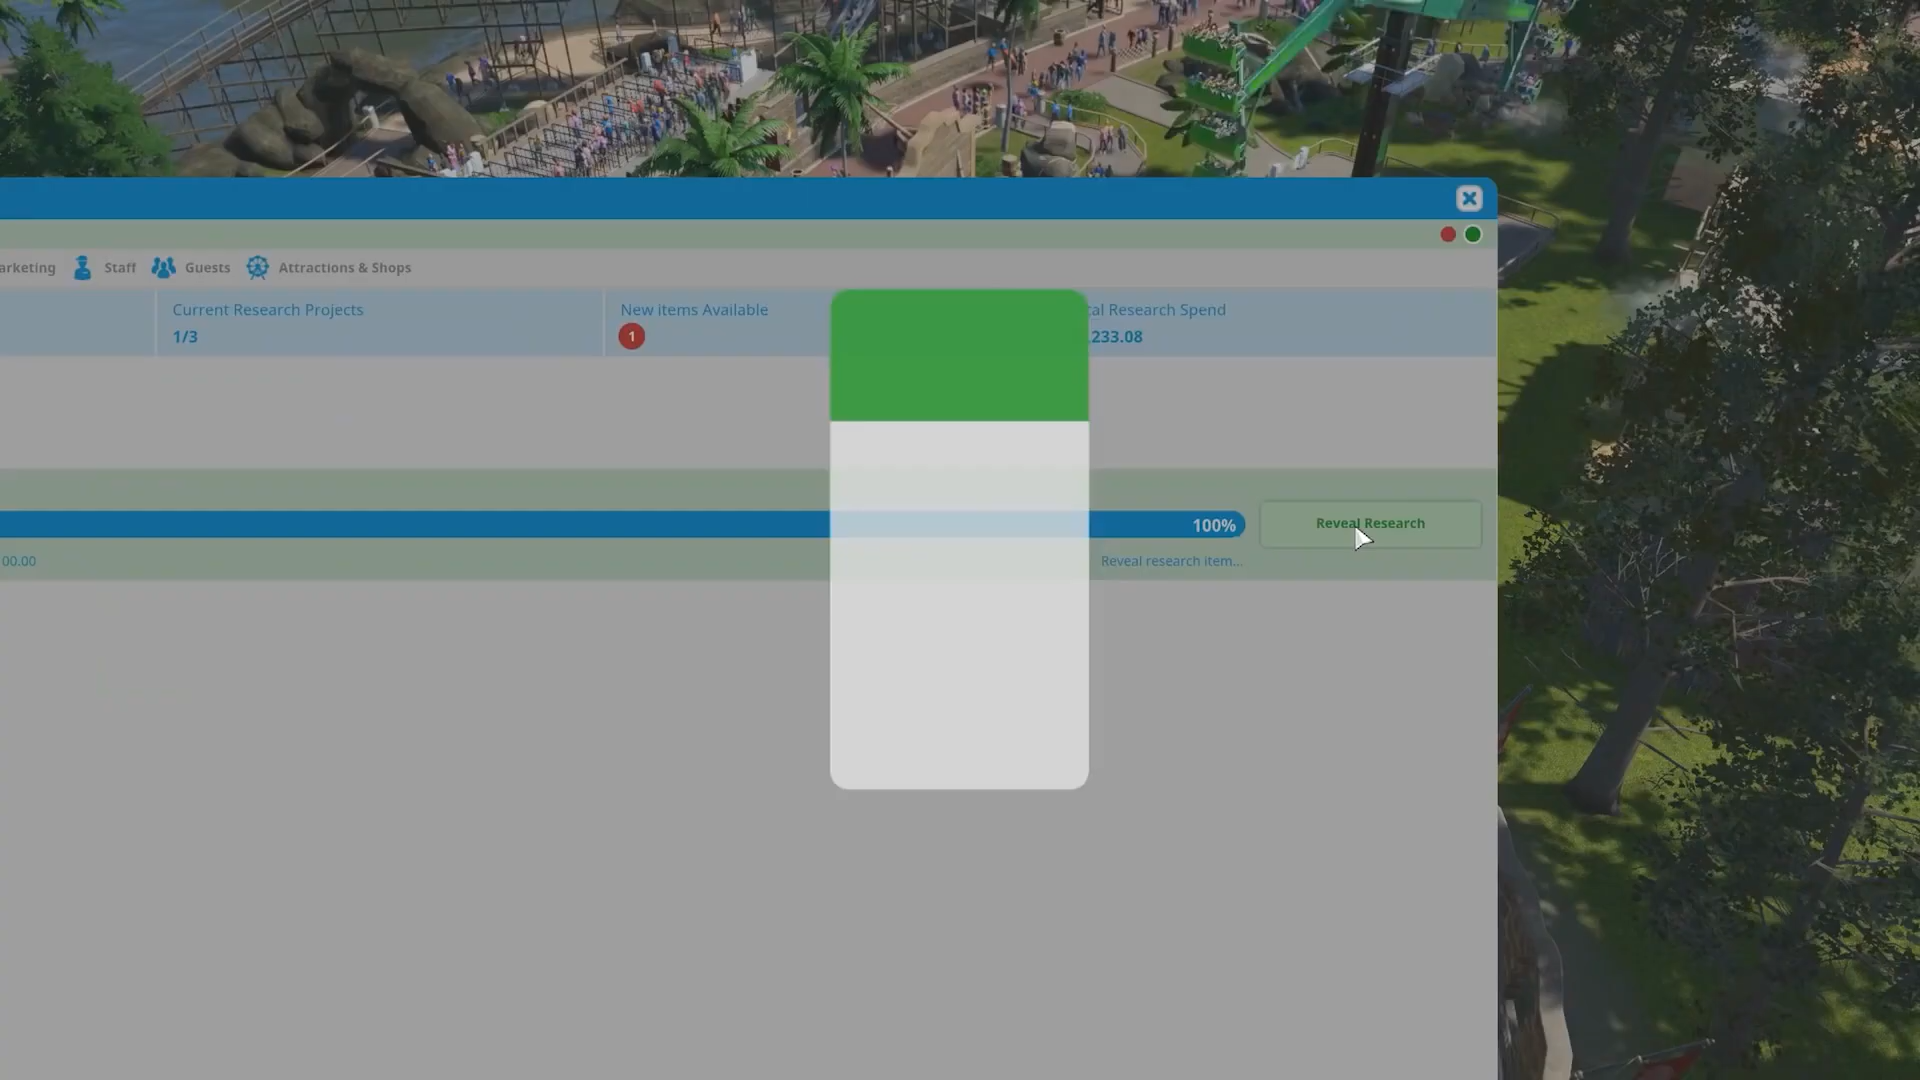 arketing Staff Guests Attractions & Shops
Current Research Projects New items Available al Research Spend
1/3 1 233.08
100% Reveal Research
00.00 Reveal research item...